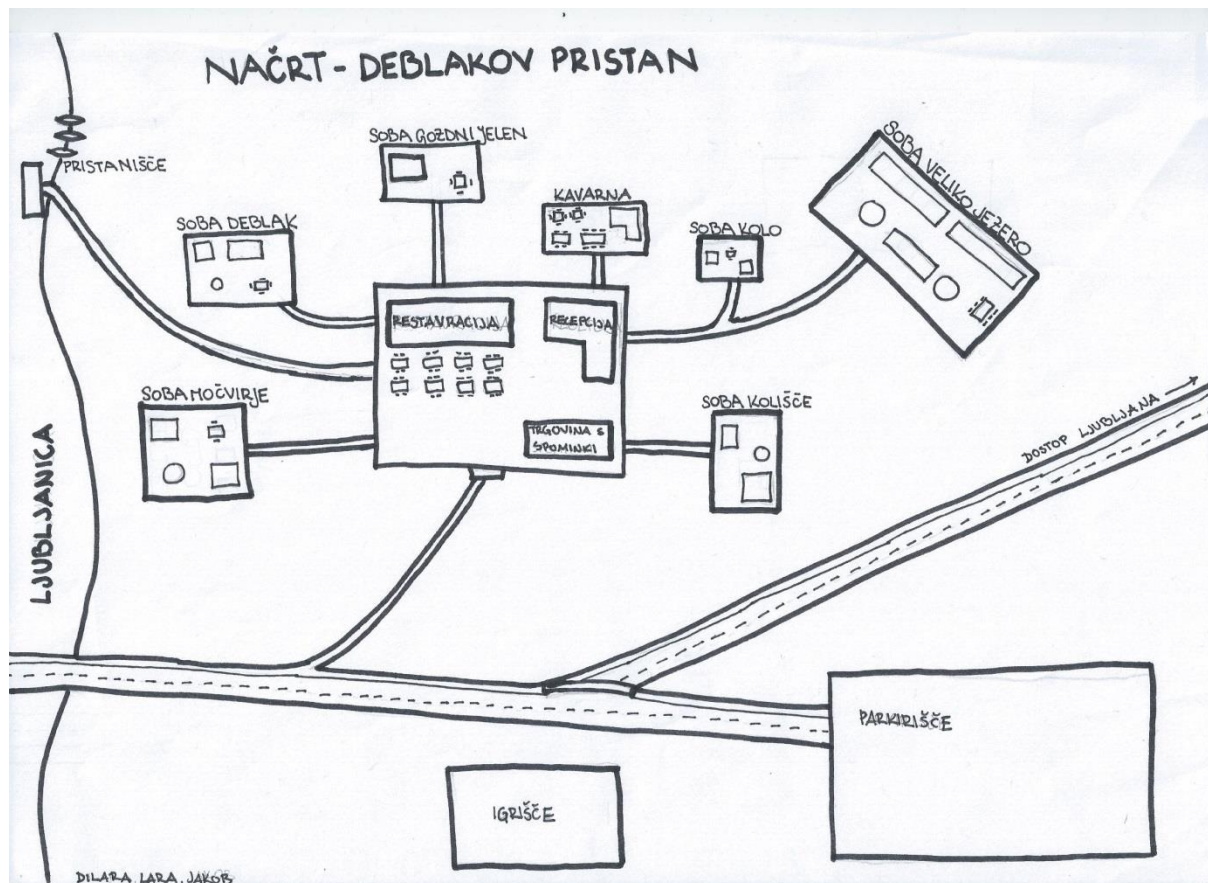 NAČRT - DEBLAKOV PRISTAN
PRISTANIŠČE
SOBA GOZDNI JELEN
SOBA DEBLAK
KAVARNA
SOBA KOLO
SOBA VELIKO JEZERO
RESTAVRACIJA
RECEPCIJA
SOBA MOČVIRJE
TRGOVINA S
SPOMINKI
SOBA KOLIŠČE
DOSTOP LJUBLJANA
LJUBLJANICA
PARKIRIŠČE
IGRIŠČE
DILARA, LARA, JAKOB